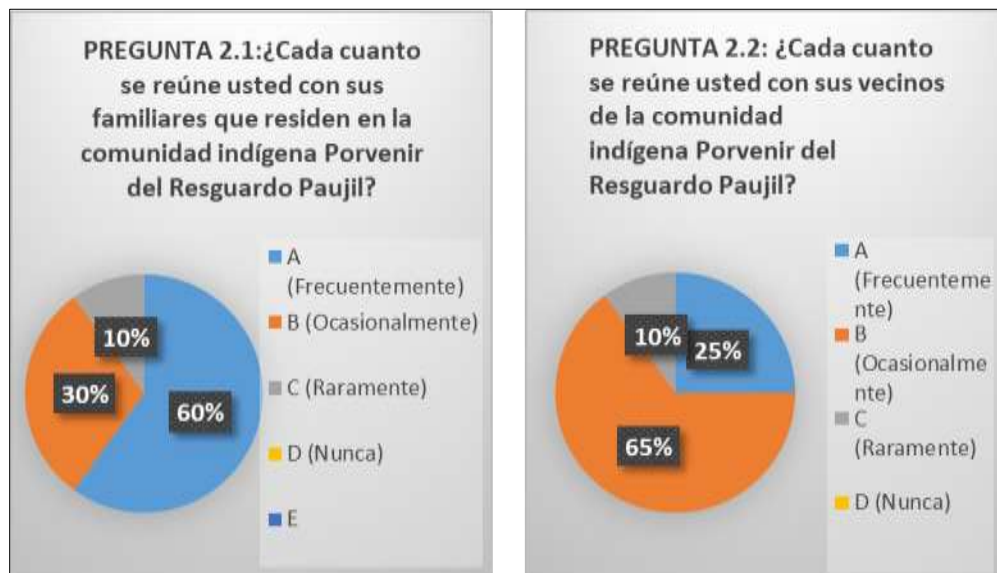 PREGUNTA 2.1:¿Cada cuanto
se reúne usted con sus
familiares que residen en la
comunidad indígena Porvenir
del Resguardo Paujil?
A
(Frecuentemente)
B (Ocasionalmente)
C (Raramente)
D (Nunca)
E
10%
30%
60%
PREGUNTA 2.2: ¿Cada cuanto
se reúne usted con sus vecinos
de la comunidad
indígena Porvenir del
Resguardo Paujil?
A
(Frecuenteme
nte)
B
(Ocasionalme
nte)
C
(Raramente)
D (Nunca)
10%
25%
65%